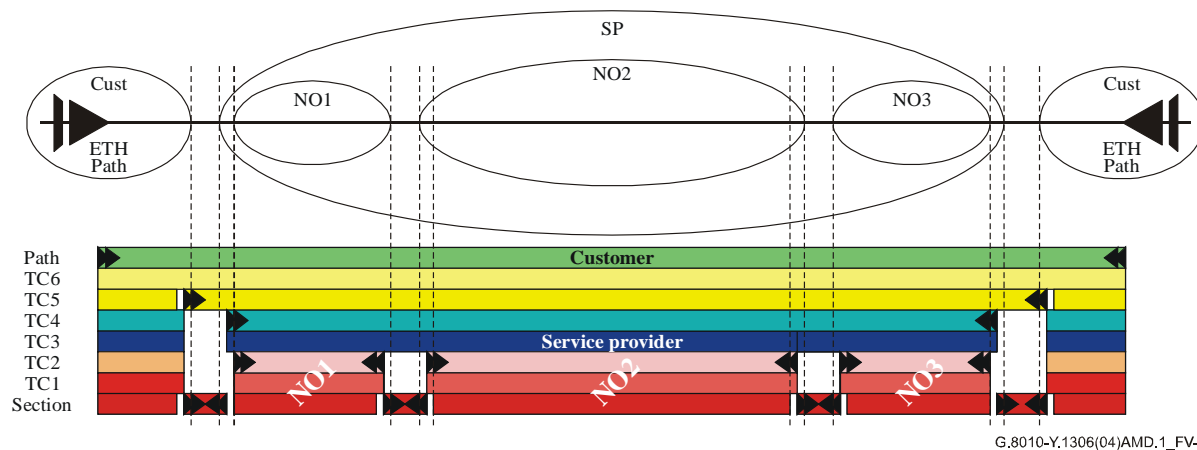 SP
Cust
NO1
NO2
NO3
Cust
ETH
Path
ETH
Path
Path
Customer
TC6
TC5
TC4
TC3
Service provider
TC2
TC1
NO1
NO2
NO3
Section
G.8010-Y.1306(04)AMD.1_FV-